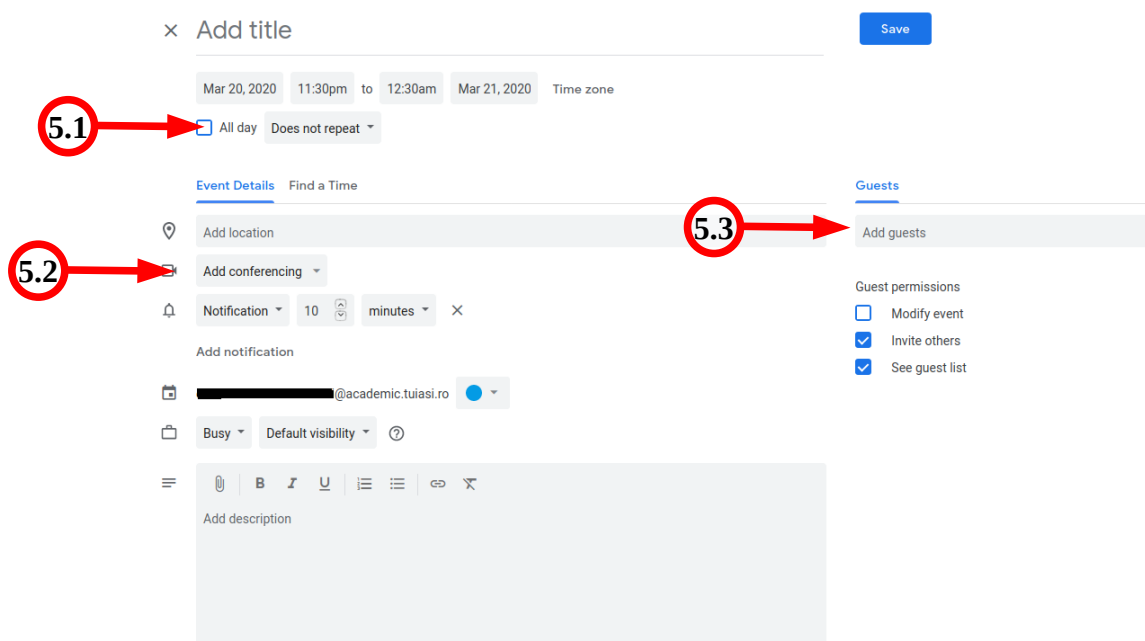 Add title
Save
Mar 20, 2020 11:30pm to 12:30am Mar 21, 2020 Time zone
5.1
All day Does not repeat
Event Details Find a Time
Guests
Add location
5.3
Add guests
5.2
Add conferencing
Guest permissions
Notification 10 minutes
Modify event
Invite others
Add notification
See guest list
@academic.tuiasi.ro
Busy Default visibility
B I U
Add description